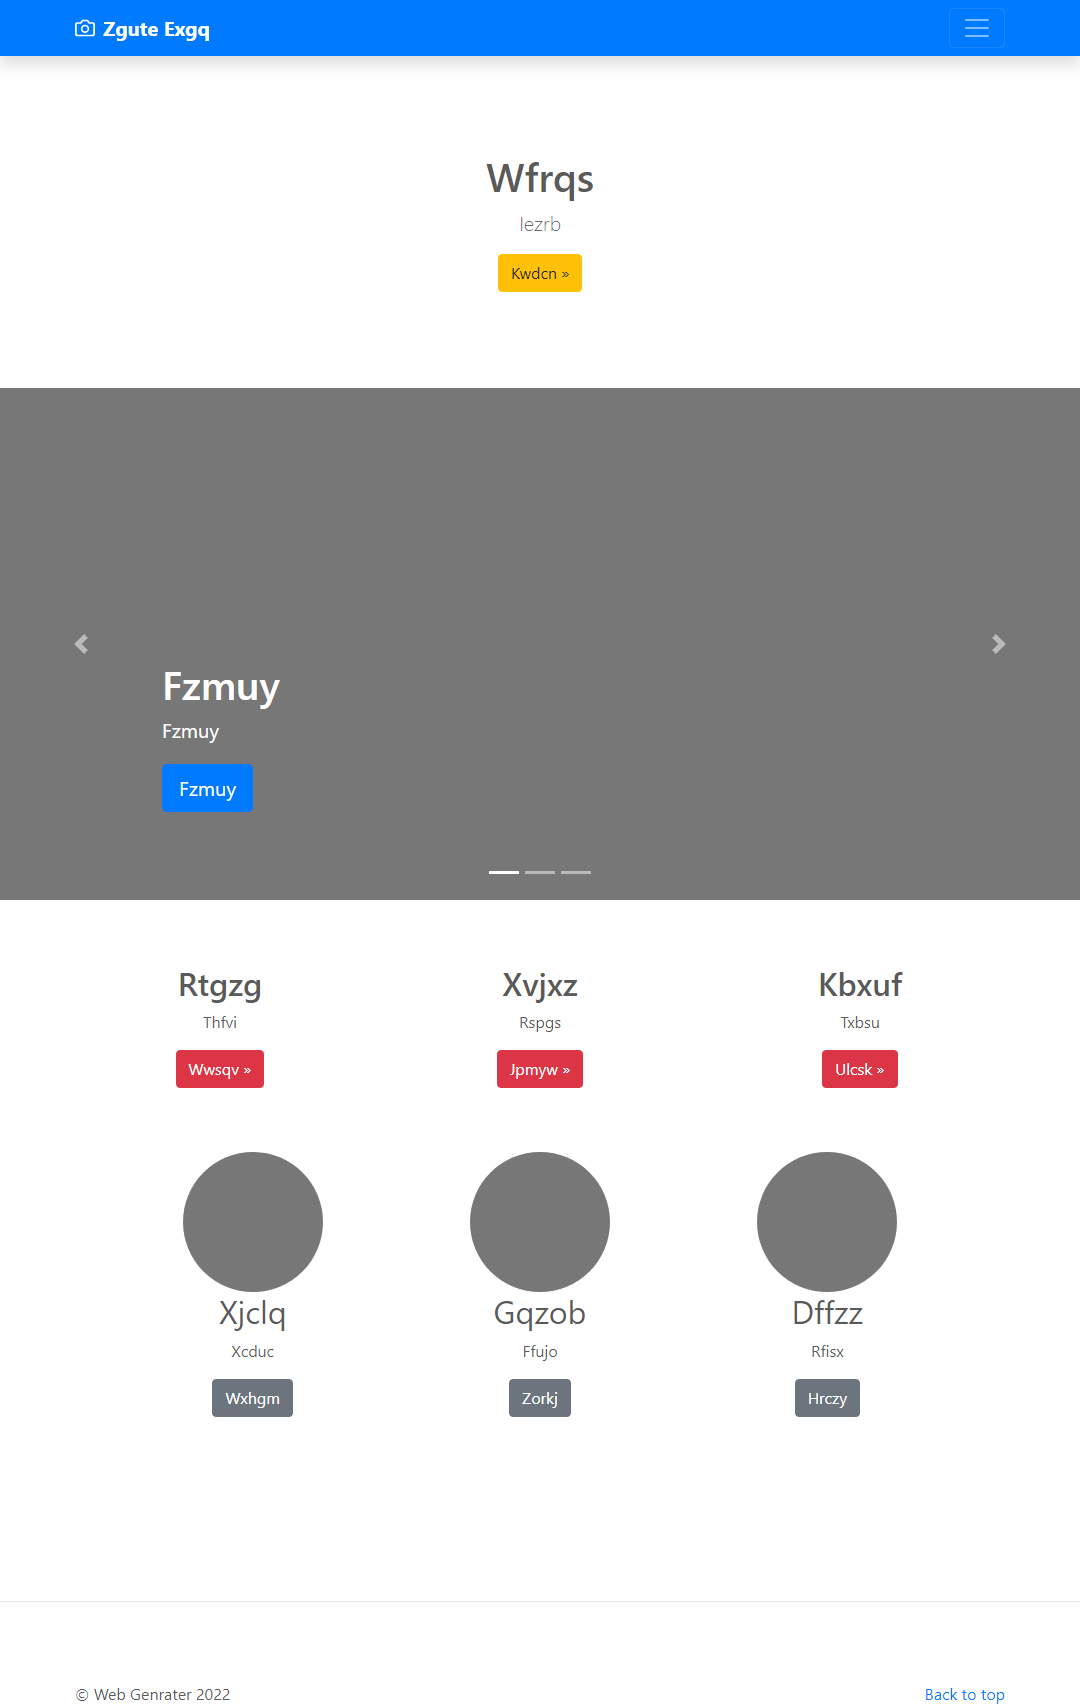 Zgute Exgq
Wfrqs
lezrb
Kwdcn »
Fzmuy
Fzmuy
Fzmuy
Rtgzg
Thfvi
Wwsqv »
Xvjxz
Rspgs
Jpmyw »
Kbxuf
Txbsu
Ulcsk »
Xjclq
Xcduc
Wxhgm
Gqzob
Ffujo
Zorkj
Dffzz
Rfisx
Hrczy
© Web Genrater 2022
Back to top